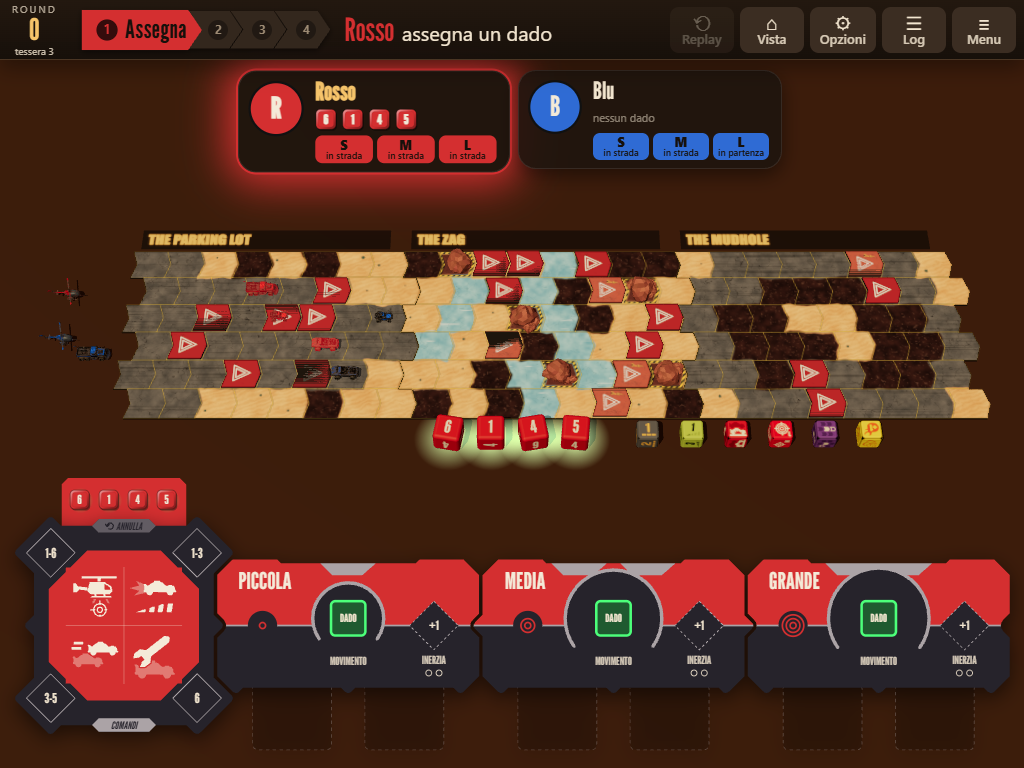 ROUND
0
tessera 3
1 Assegna 2 3 4
Rosso assegna un dado
Replay
Vista
Opzioni
Log
Menu
R
Rosso
6 1 4 5
S M L
in strada in strada in strada
B
Blu
nessun dado
S M L
in strada in strada in partenza
THE PARKING LOT
THE ZAG
THE MUDHOLE
6 1 4 5
6 1 4 5
ANNULLA
1-6
1-3
3-5
6
COMANDI
PICCOLA
DADO
+1
MOVIMENTO
INERZIA
MEDIA
DADO
+1
MOVIMENTO
INERZIA
GRANDE
DADO
+1
MOVIMENTO
INERZIA